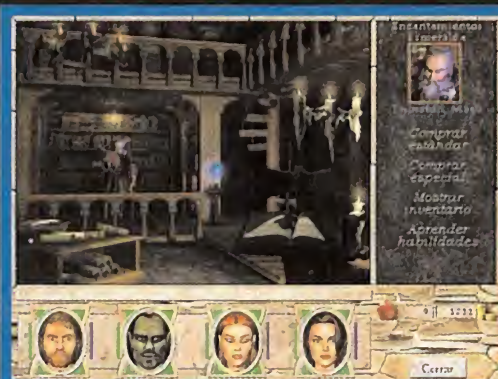 Encantamientos
Esmeralda
Comprar
estándar
Comprar
especial
Mostrar
inventario
Aprender
habilidades
Cerrar